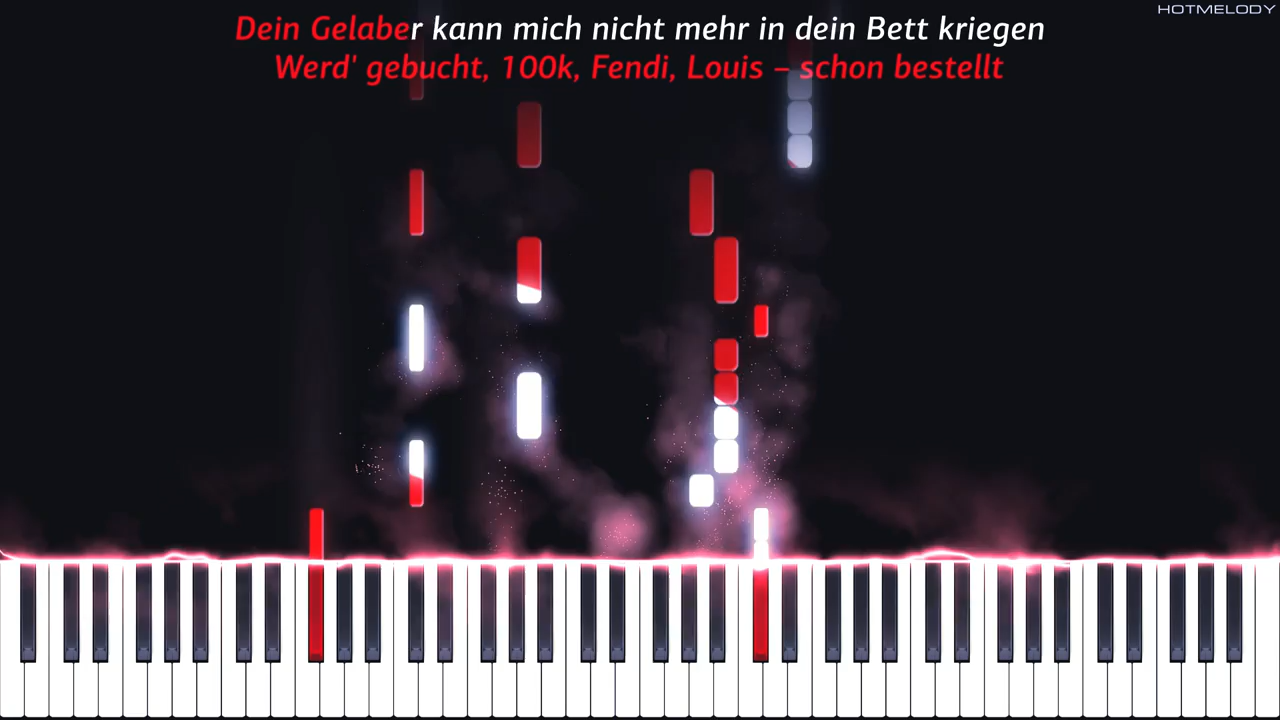 HOTMELODY
Dein Gelaber kann mich nicht mehr in dein Bett kriegen
Werd' gebucht, 100k, Fendi, Louis – schon bestellt